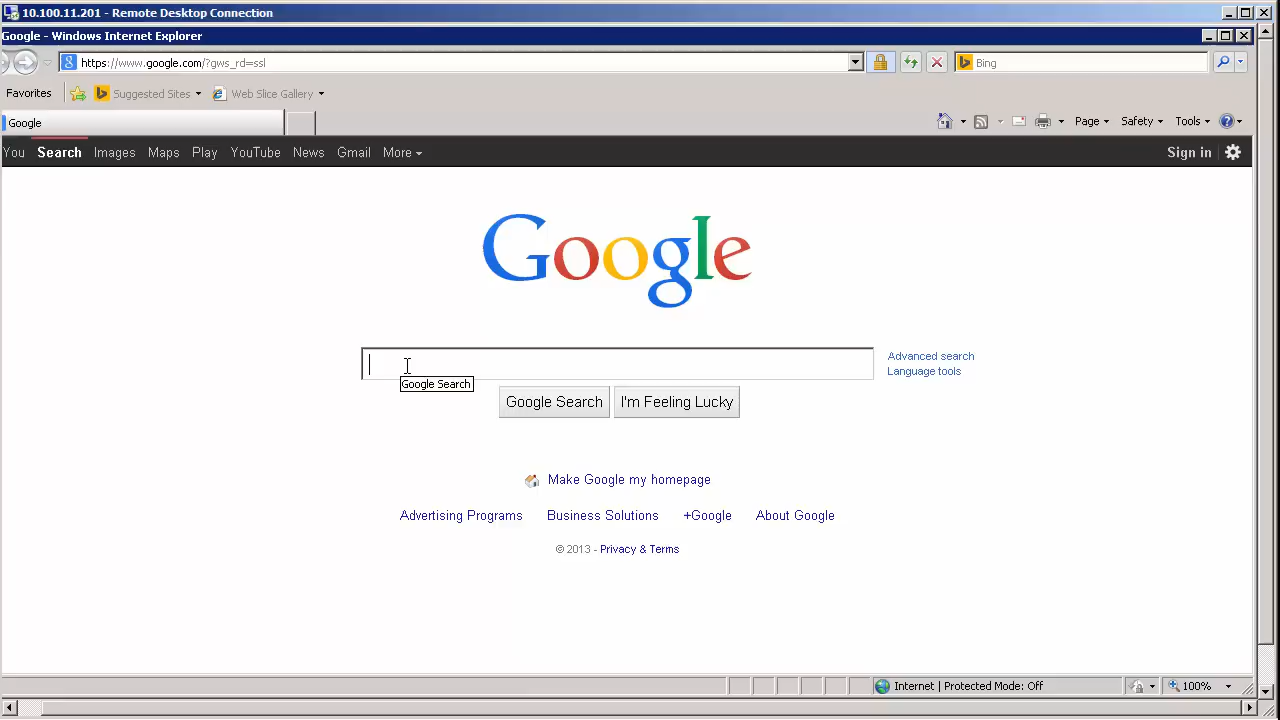 10.100.11.201 - Remote Desktop Connection
Google - Windows Internet Explorer
https://www.google.com/?gws_rd=ssl
Bing
Favorites
Suggested Sites
Web Slice Gallery
Google
Page
Safety
Tools
You Search Images Maps Play YouTube News Gmail More
Sign in
Google
Advanced search
Language tools
Google Search
Google Search
I'm Feeling Lucky
Make Google my homepage
Advertising Programs Business Solutions +Google About Google
© 2013 - Privacy & Terms
Internet | Protected Mode: Off
100%